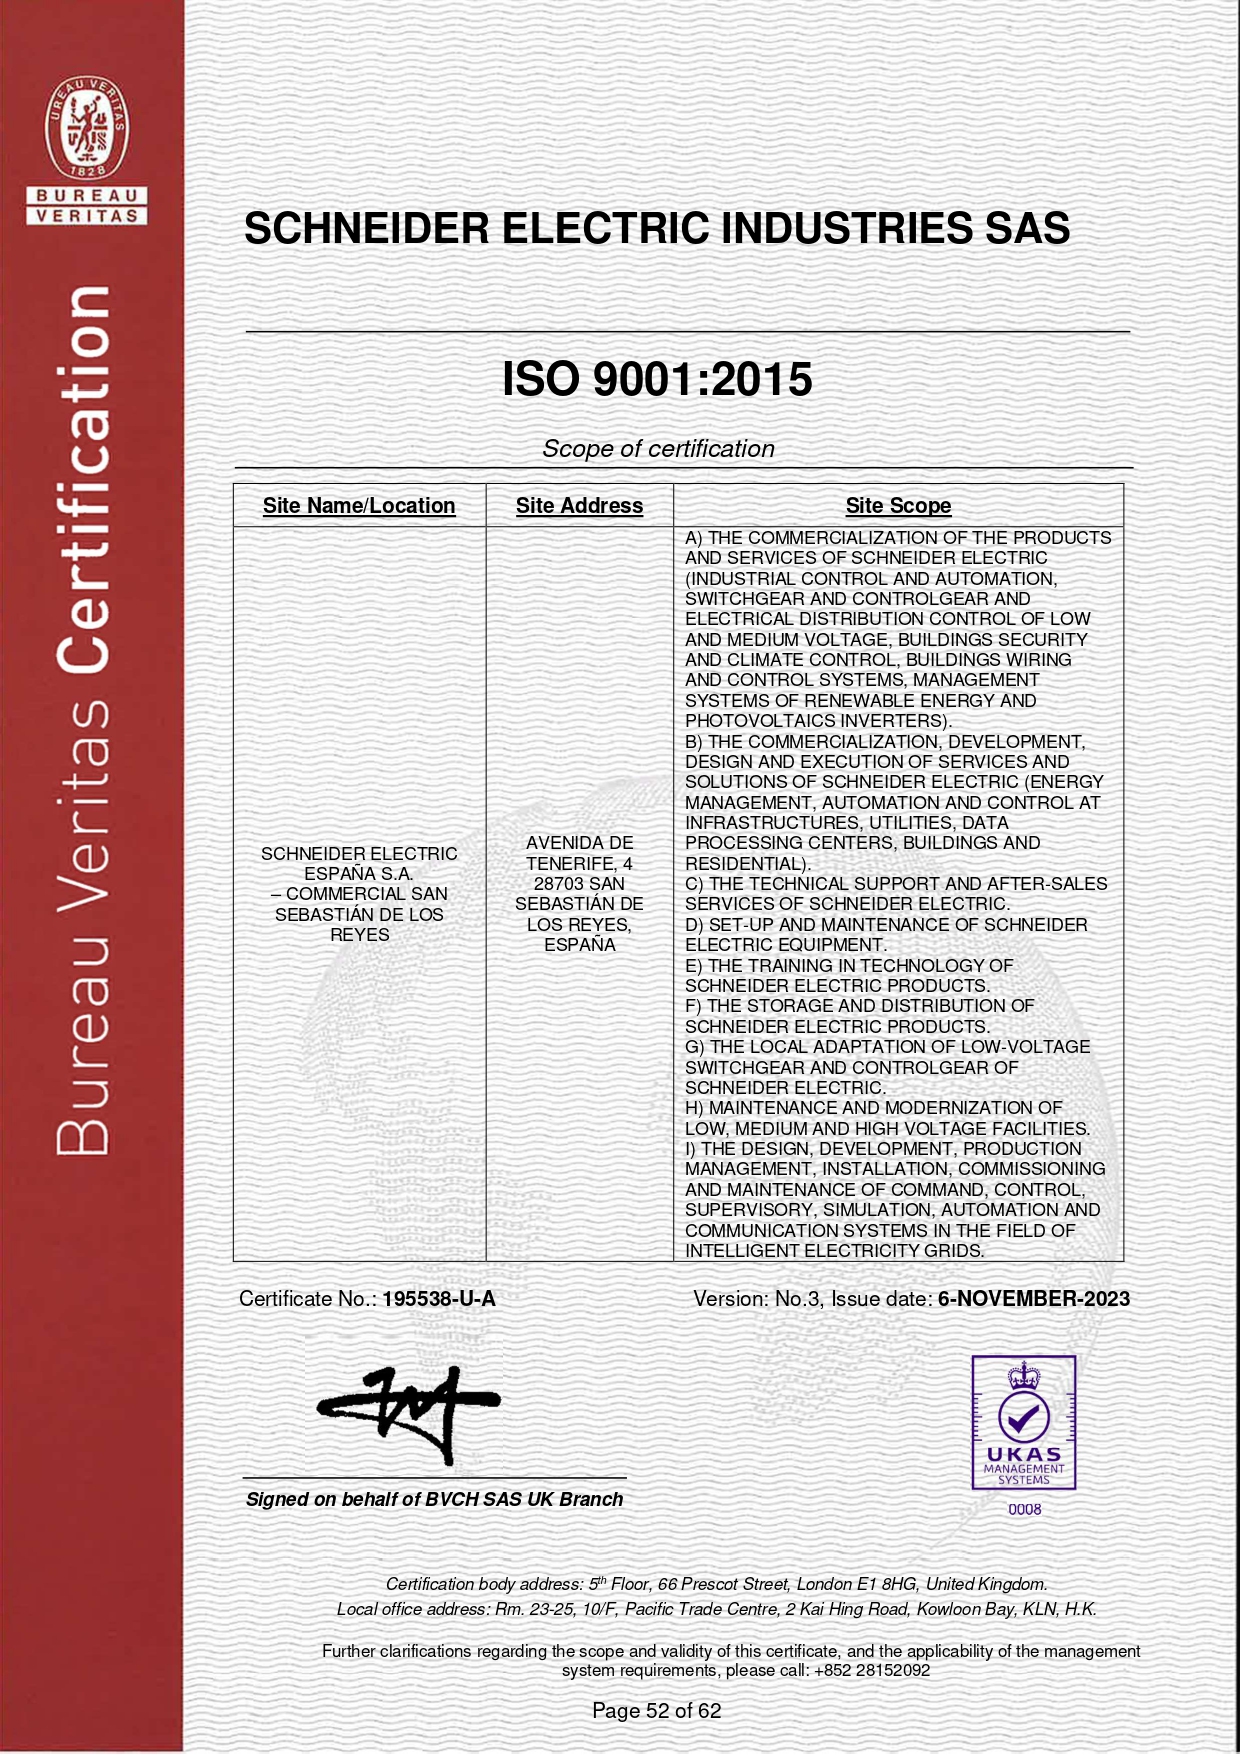 BUREAU VERITAS
1828
BUREAU
VERITAS
Bureau Veritas Certification
SCHNEIDER ELECTRIC INDUSTRIES SAS
ISO 9001:2015
Scope of certification
Site Name/Location
Site Address
Site Scope
SCHNEIDER ELECTRIC
ESPAÑA S.A.
– COMMERCIAL SAN
SEBASTIÁN DE LOS
REYES
AVENIDA DE
TENERIFE, 4
28703 SAN
SEBASTIÁN DE
LOS REYES,
ESPAÑA
A) THE COMMERCIALIZATION OF THE PRODUCTS
AND SERVICES OF SCHNEIDER ELECTRIC
(INDUSTRIAL CONTROL AND AUTOMATION,
SWITCHGEAR AND CONTROLGEAR AND
ELECTRICAL DISTRIBUTION CONTROL OF LOW
AND MEDIUM VOLTAGE, BUILDINGS SECURITY
AND CLIMATE CONTROL, BUILDINGS WIRING
AND CONTROL SYSTEMS, MANAGEMENT
SYSTEMS OF RENEWABLE ENERGY AND
PHOTOVOLTAICS INVERTERS).
B) THE COMMERCIALIZATION, DEVELOPMENT,
DESIGN AND EXECUTION OF SERVICES AND
SOLUTIONS OF SCHNEIDER ELECTRIC (ENERGY
MANAGEMENT, AUTOMATION AND CONTROL AT
INFRASTRUCTURES, UTILITIES, DATA
PROCESSING CENTERS, BUILDINGS AND
RESIDENTIAL).
C) THE TECHNICAL SUPPORT AND AFTER-SALES
SERVICES OF SCHNEIDER ELECTRIC.
D) SET-UP AND MAINTENANCE OF SCHNEIDER
ELECTRIC EQUIPMENT.
E) THE TRAINING IN TECHNOLOGY OF
SCHNEIDER ELECTRIC PRODUCTS.
F) THE STORAGE AND DISTRIBUTION OF
SCHNEIDER ELECTRIC PRODUCTS.
G) THE LOCAL ADAPTATION OF LOW-VOLTAGE
SWITCHGEAR AND CONTROLGEAR OF
SCHNEIDER ELECTRIC.
H) MAINTENANCE AND MODERNIZATION OF
LOW, MEDIUM AND HIGH VOLTAGE FACILITIES.
I) THE DESIGN, DEVELOPMENT, PRODUCTION
MANAGEMENT, INSTALLATION, COMMISSIONING
AND MAINTENANCE OF COMMAND, CONTROL,
SUPERVISORY, SIMULATION, AUTOMATION AND
COMMUNICATION SYSTEMS IN THE FIELD OF
INTELLIGENT ELECTRICITY GRIDS.
Certificate No.: 195538-U-A
Version: No.3, Issue date: 6-NOVEMBER-2023
Signed on behalf of BVCH SAS UK Branch
UKAS
MANAGEMENT
SYSTEMS
0008
Certification body address: 5th Floor, 66 Prescot Street, London E1 8HG, United Kingdom.
Local office address: Rm. 23-25, 10/F, Pacific Trade Centre, 2 Kai Hing Road, Kowloon Bay, KLN, H.K.
Further clarifications regarding the scope and validity of this certificate, and the applicability of the management
system requirements, please call: +852 28152092
Page 52 of 62